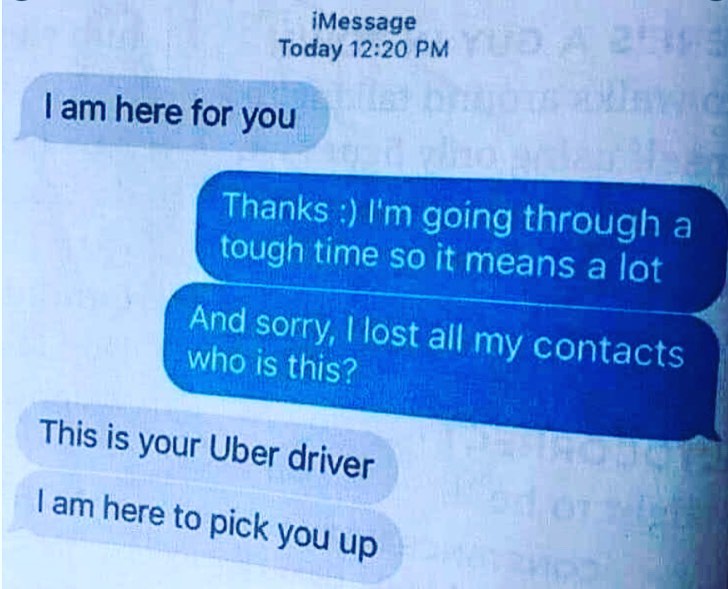 iMessage
Today 12:20 PM
I am here for you
Thanks :) I'm going through a
tough time so it means a lot
And sorry, I lost all my contacts
who is this?
This is your Uber driver
I am here to pick you up